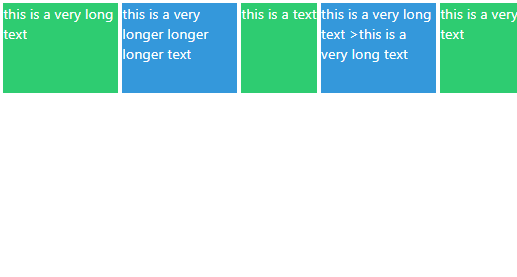 this is a very long
text
this is a very
longer longer
longer text
this is a text
this is a very long
text >this is a
very long text
this is a very
text